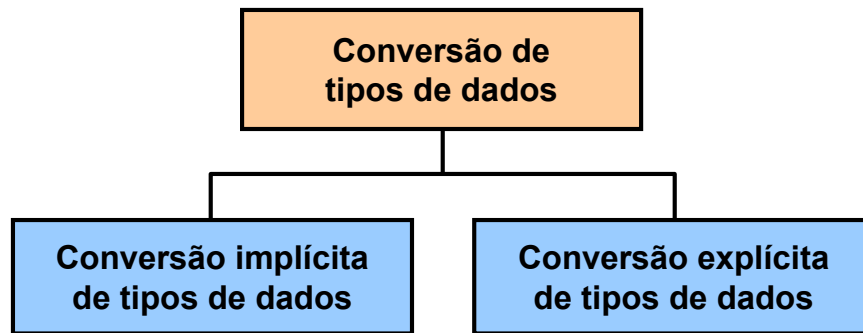 Conversão de
tipos de dados
Conversão implícita
de tipos de dados
Conversão explícita
de tipos de dados